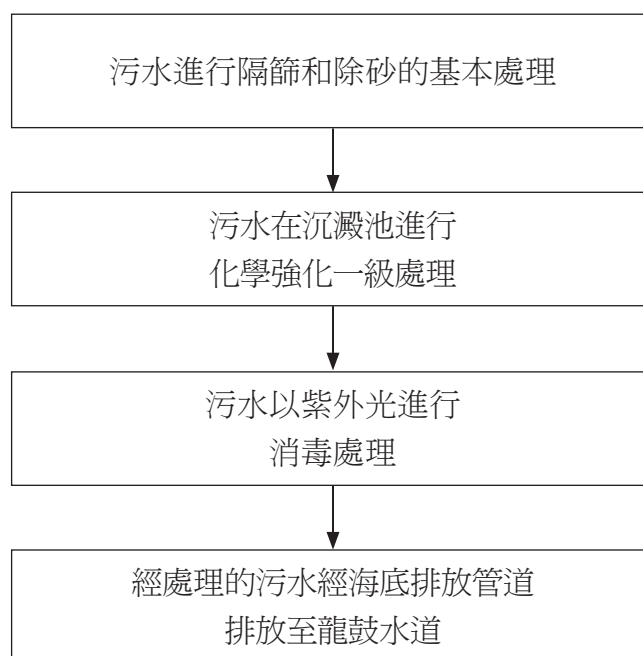 污水進行隔篩和除砂的基本處理
污水在沉澱池進行
化學強化一級處理
污水以紫外光進行
消毒處理
經處理的污水經海底排放管道
排放至龍鼓水道